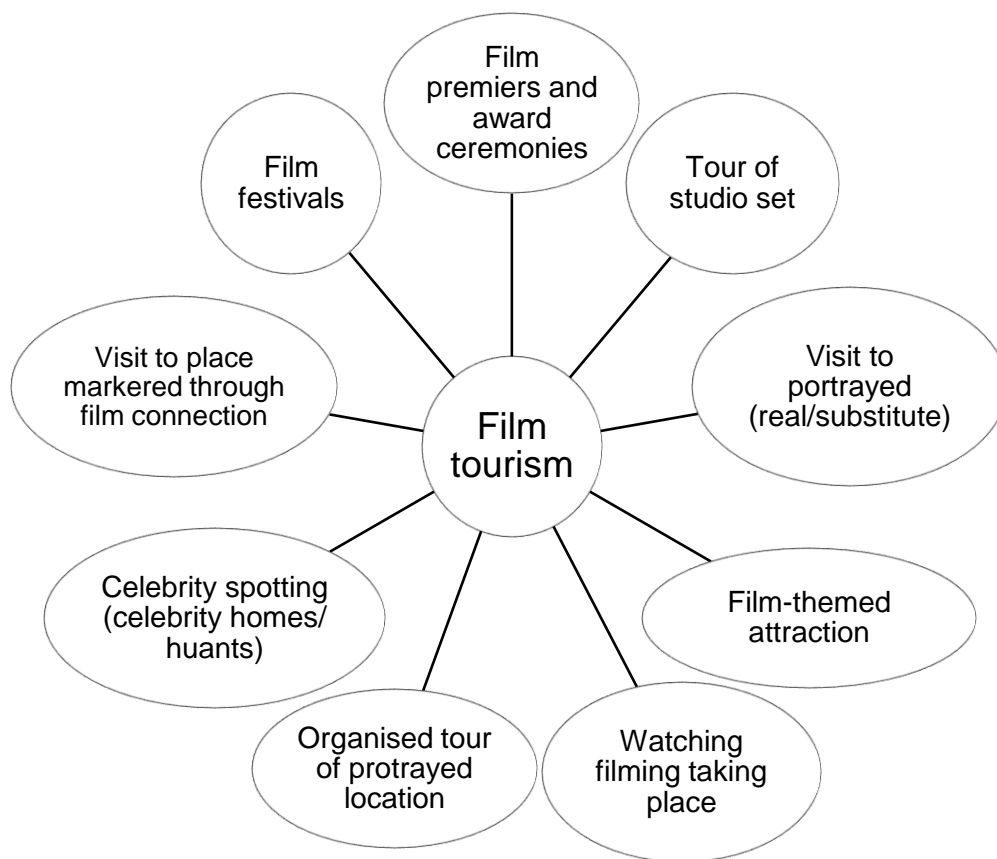 Film
premiers and
award
ceremonies
Film
festivals
Tour of
studio set
Visit to place
markered through
film connection
Visit to
portrayed
(real/substitute)
Film
tourism
Celebrity spotting
(celebrity homes/
huants)
Film-themed
attraction
Organised tour
of protrayed
location
Watching
filming taking
place